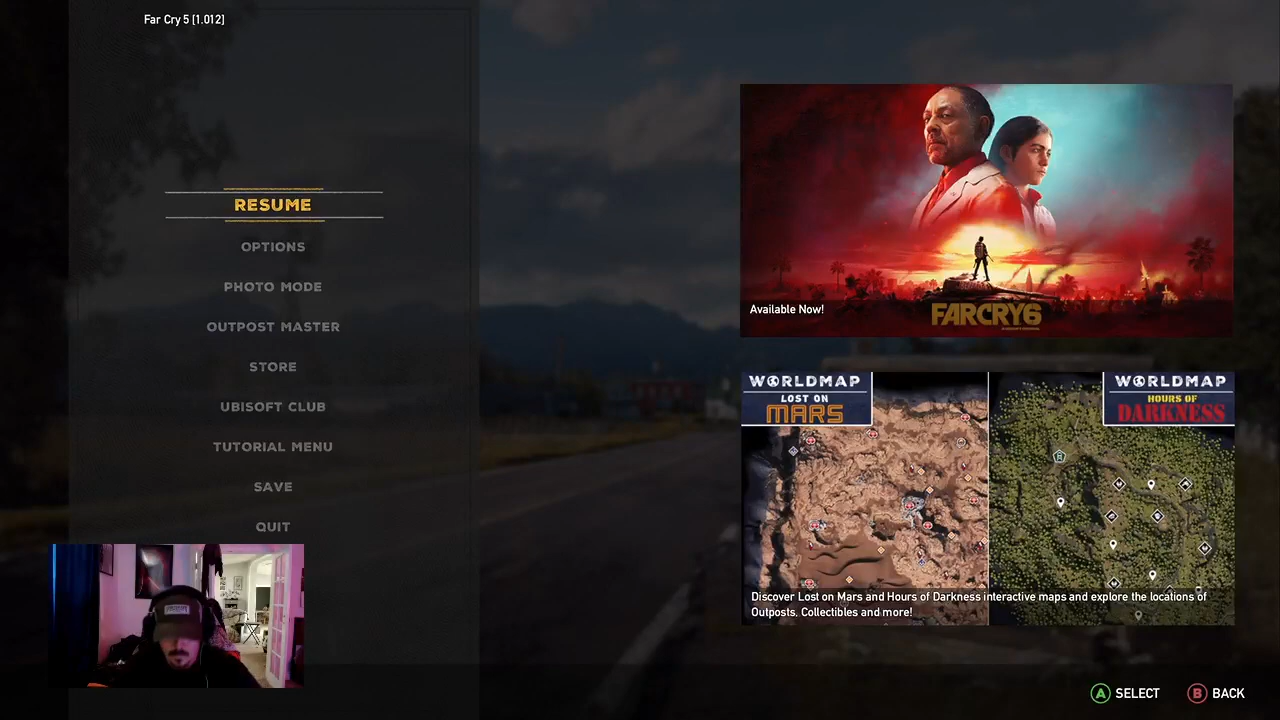 Far Cry 5 [1.012]
RESUME
OPTIONS
PHOTO MODE
OUTPOST MASTER
STORE
UBISOFT CLUB
TUTORIAL MENU
SAVE
QUIT
Available Now!
FARCRY6
WORLDMAP
LOST ON
MARS
WORLDMAP
HOURS OF
DARKNESS
Discover Lost on Mars and Hours of Darkness interactive maps and explore the locations of
Outposts, Collectibles and more!
A SELECT B BACK